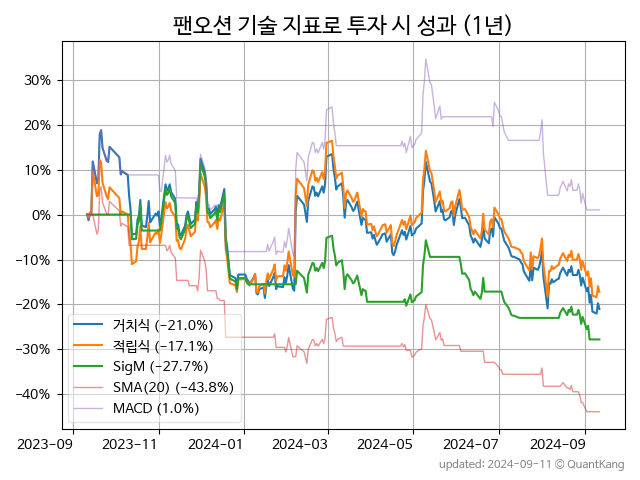 팬오션 기술 지표로 투자 시 성과 (1년)
30%
20%
10%
0%
−10%
−20%
−30%
−40%
거치식 (−21.0%)
적립식 (−17.1%)
SigM (−27.7%)
SMA(20) (−43.8%)
MACD (1.0%)
2023-09 2023-11 2024-01 2024-03 2024-05 2024-07 2024-09
updated: 2024-09-11 © QuantKang